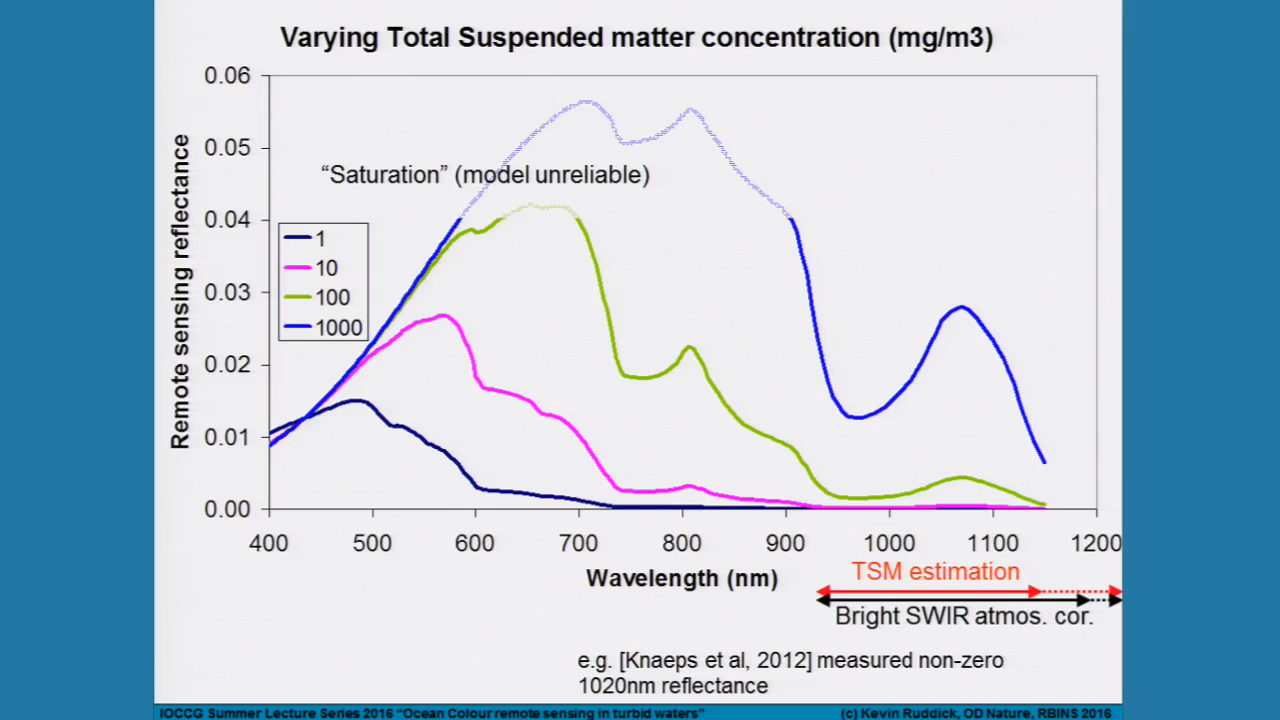 Varying Total Suspended matter concentration (mg/m3)
0.06
0.05
0.04
0.03
0.02
0.01
0.00
Remote sensing reflectance
“Saturation” (model unreliable)
1
10
100
1000
400 500 600 700 800 900 1000 1100 1200
Wavelength (nm)
TSM estimation
Bright SWIR atmos. cor.
e.g. [Knaeps et al, 2012] measured non-zero
1020nm reflectance
IOCCG Summer Lecture Series 2016 “Ocean Colour remote sensing in turbid waters” (c) Kevin Ruddick, OD Nature, RBINS 2016